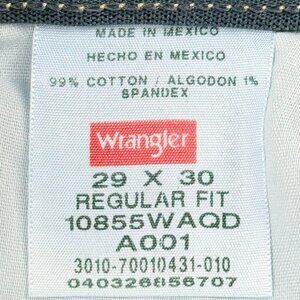 MADE IN MEXICO
HECHO EN MEXICO
99% COTTON / ALGODON 1%
SPANDEX
Wrangler
29 X 30
REGULAR FIT
10855WAQD
A001
3010-70010431-010
040326856707